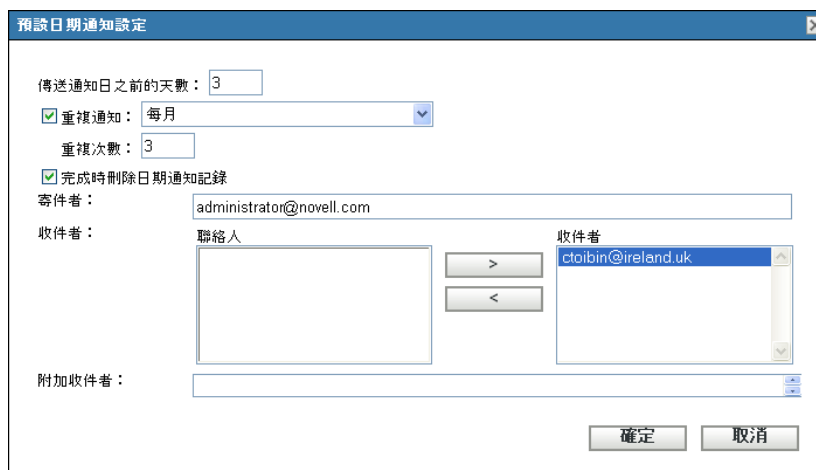 預設日期通知設定
傳送通知日之前的天數： 3
重複通知： 每月
重複次數： 3
完成時刪除日期通知記錄
寄件者： administrator@novell.com
收件者： 聯絡人 收件者
> ctoibin@ireland.uk
<
附加收件者：
確定 取消